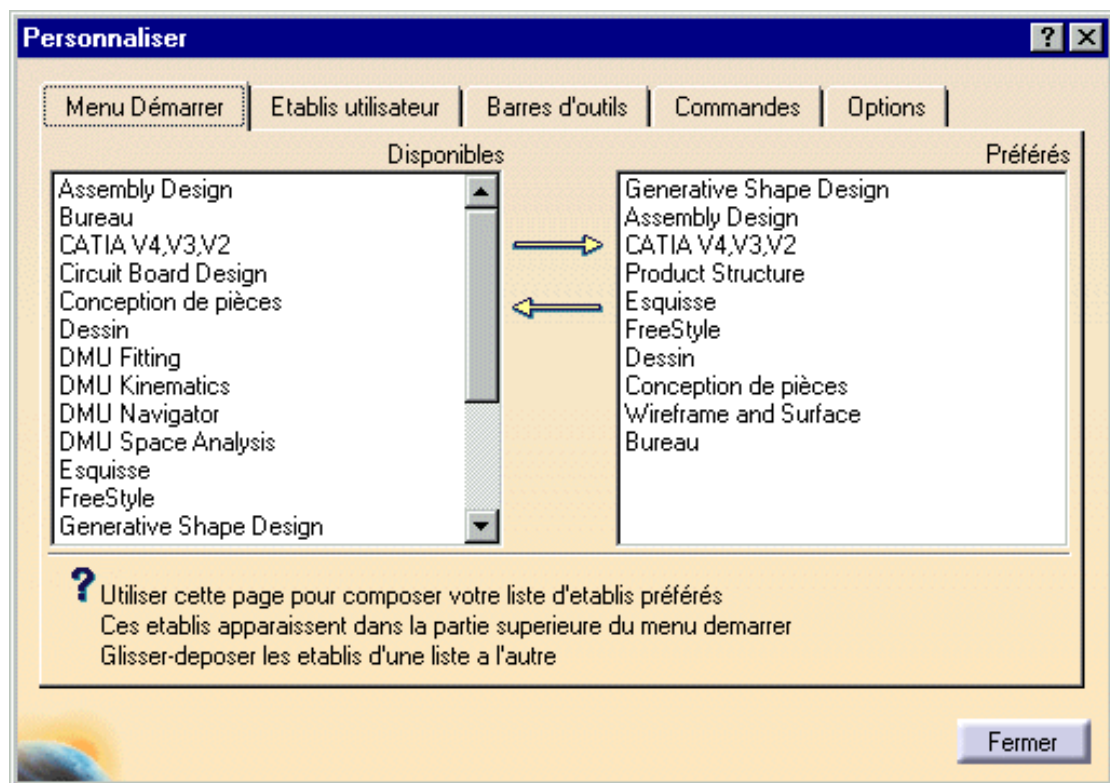 Personnaliser
Menu Démarrer Etablis utilisateur Barres d'outils Commandes Options
Disponibles
Assembly Design
Bureau
CATIA V4,V3,V2
Circuit Board Design
Conception de pièces
Dessin
DMU Fitting
DMU Kinematics
DMU Navigator
DMU Space Analysis
Esquisse
FreeStyle
Generative Shape Design
Préférés
Generative Shape Design
Assembly Design
CATIA V4,V3,V2
Product Structure
Esquisse
FreeStyle
Dessin
Conception de pièces
Wireframe and Surface
Bureau
? Utiliser cette page pour composer votre liste d'etablis préférés
Ces etablis apparaissent dans la partie superieure du menu demarrer
Glisser-deposer les etablis d'une liste a l'autre
Fermer